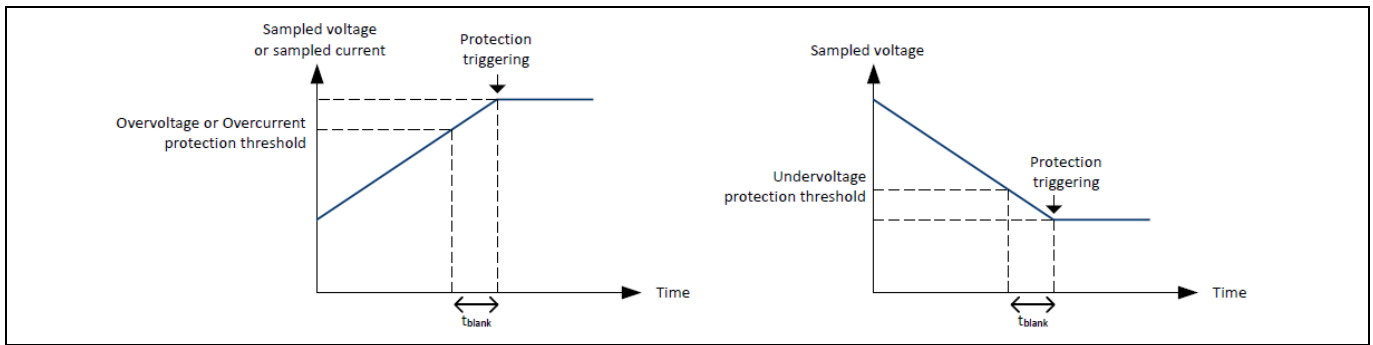 Sampled voltage
or sampled current
Protection
triggering
Overvoltage or Overcurrent
protection threshold
Time
tblank
Sampled voltage
Undervoltage
protection threshold
Protection
triggering
Time
tblank